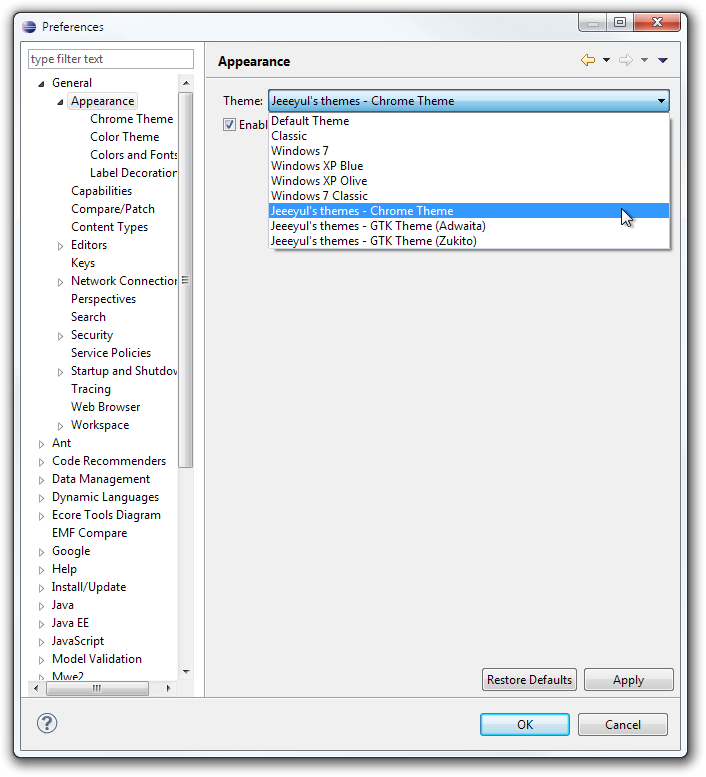 Preferences
type filter text
General
Appearance
Chrome Theme
Color Theme
Colors and Fonts
Label Decoration
Capabilities
Compare/Patch
Content Types
Editors
Keys
Network Connection
Perspectives
Search
Security
Service Policies
Startup and Shutdow
Tracing
Web Browser
Workspace
Ant
Code Recommenders
Data Management
Dynamic Languages
Ecore Tools Diagram
EMF Compare
Google
Help
Install/Update
Java
Java EE
JavaScript
Model Validation
Mwe2
Appearance
Theme: Jeeeyul's themes - Chrome Theme
Enabl
Default Theme
Classic
Windows 7
Windows XP Blue
Windows XP Olive
Windows 7 Classic
Jeeeyul's themes - Chrome Theme
Jeeeyul's themes - GTK Theme (Adwaita)
Jeeeyul's themes - GTK Theme (Zukito)
Restore Defaults Apply
? OK Cancel